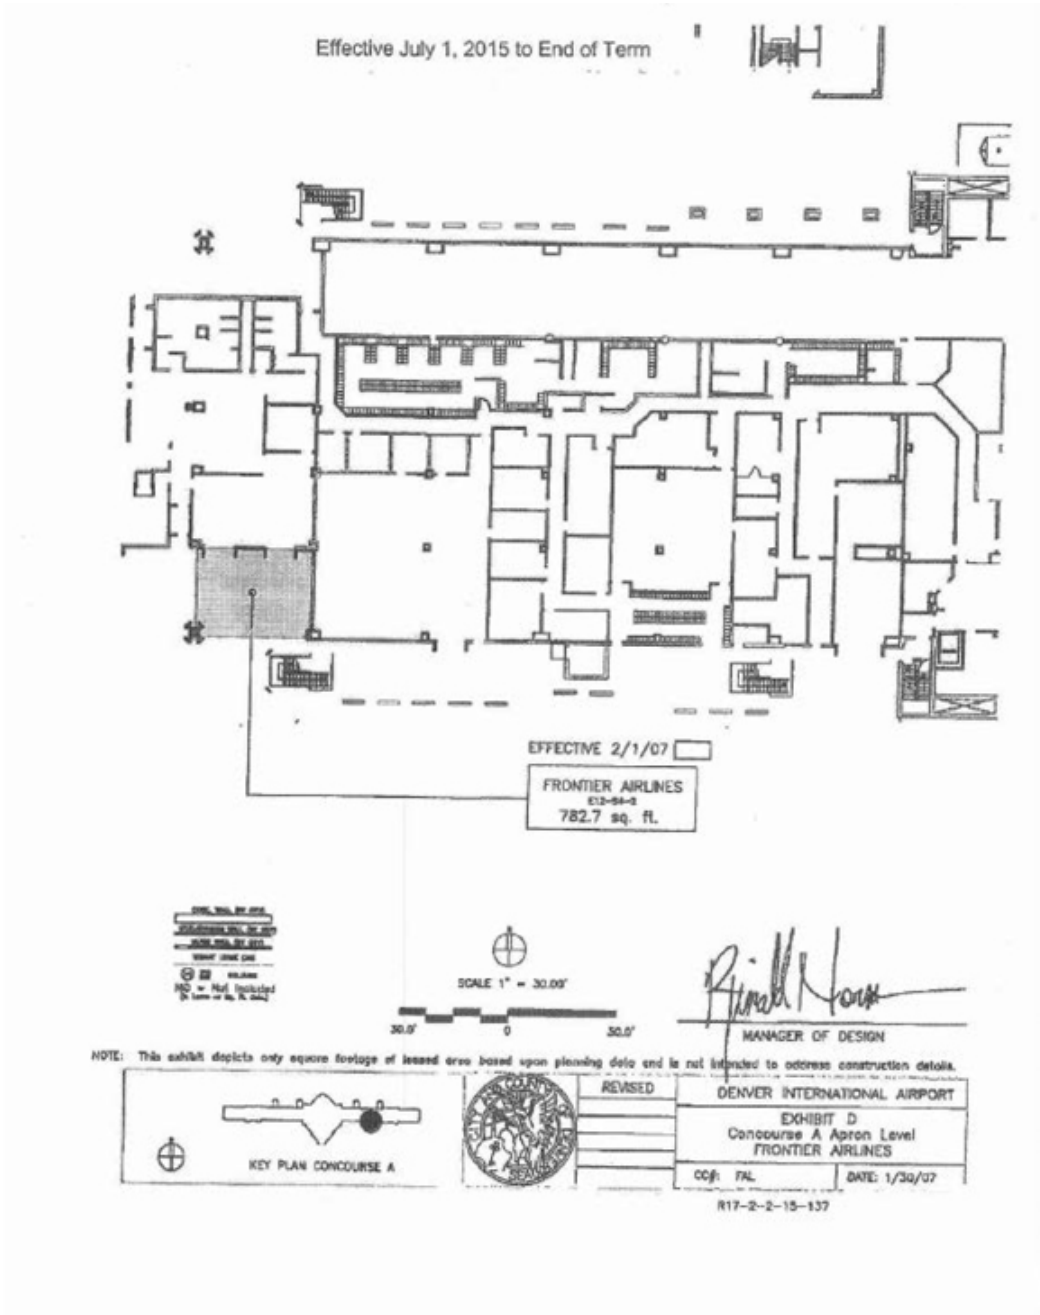 Effective July 1, 2015 to End of Term
EFFECTIVE 2/1/07
FRONTIER AIRLINES
782.7 sq. ft.
SCALE 1" = 30.00'
30.0' 0 30.0'
MANAGER OF DESIGN
NOTE: This exhibit depicts only square footage of leased area based upon planning data and is not intended to address construction details.
KEY PLAN CONCOURSE A
REVISED
DENVER INTERNATIONAL AIRPORT
EXHIBIT D
Concourse A Apron Level
FRONTIER AIRLINES
CC#: FAL
DATE: 1/30/07
R17-2-2-15-137